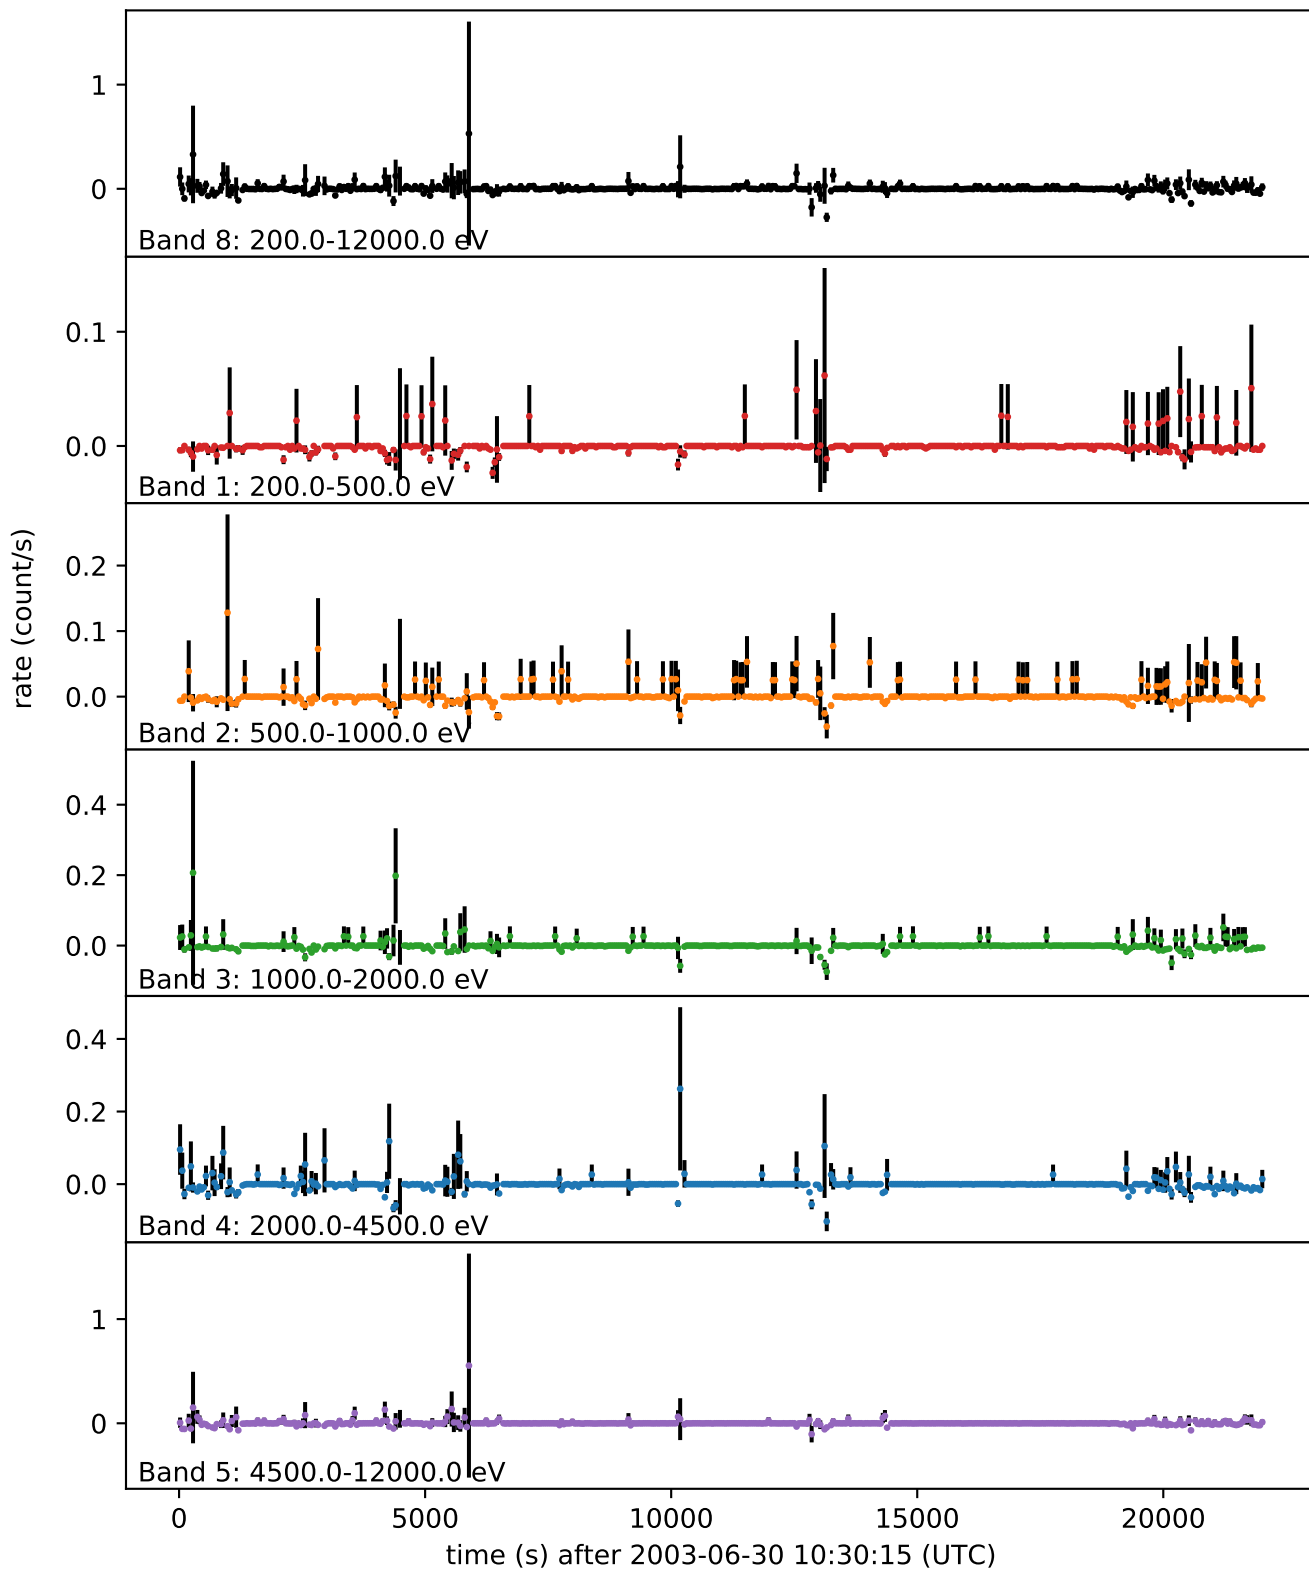 1
0
Band 8: 200.0-12000.0 eV
0.1
0.0
Band 1: 200.0-500.0 eV
rate (count/s)
0.2
0.1
0.0
Band 2: 500.0-1000.0 eV
0.4
0.2
0.0
Band 3: 1000.0-2000.0 eV
0.4
0.2
0.0
Band 4: 2000.0-4500.0 eV
1
0
Band 5: 4500.0-12000.0 eV
0 5000 10000 15000 20000
time (s) after 2003-06-30 10:30:15 (UTC)